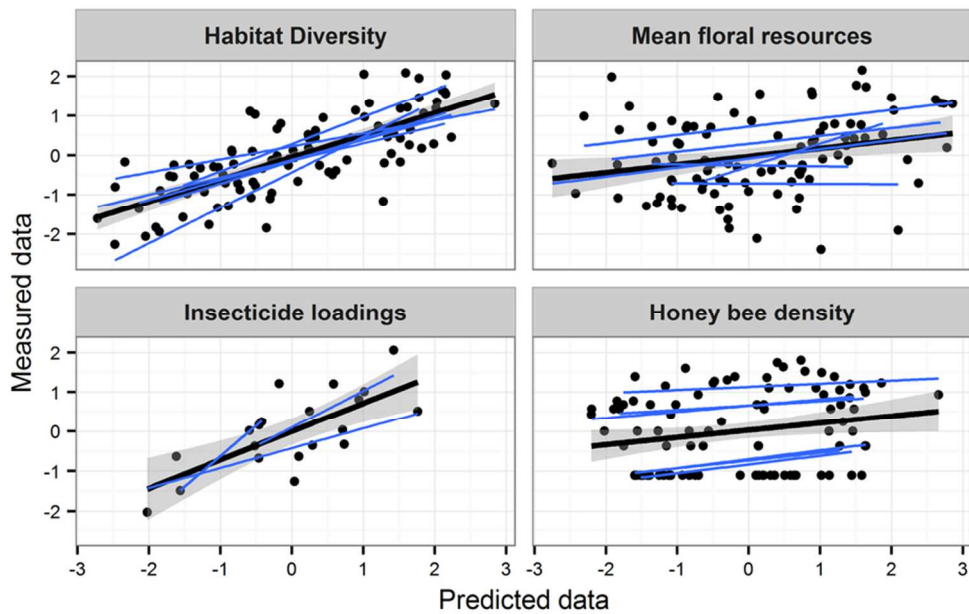 Habitat Diversity
Mean floral resources
2
1
0
-1
-2
Insecticide loadings
Honey bee density
2
1
0
-1
-2
-3 -2 -1 0 1 2 3
-3 -2 -1 0 1 2 3
Measured data
Predicted data